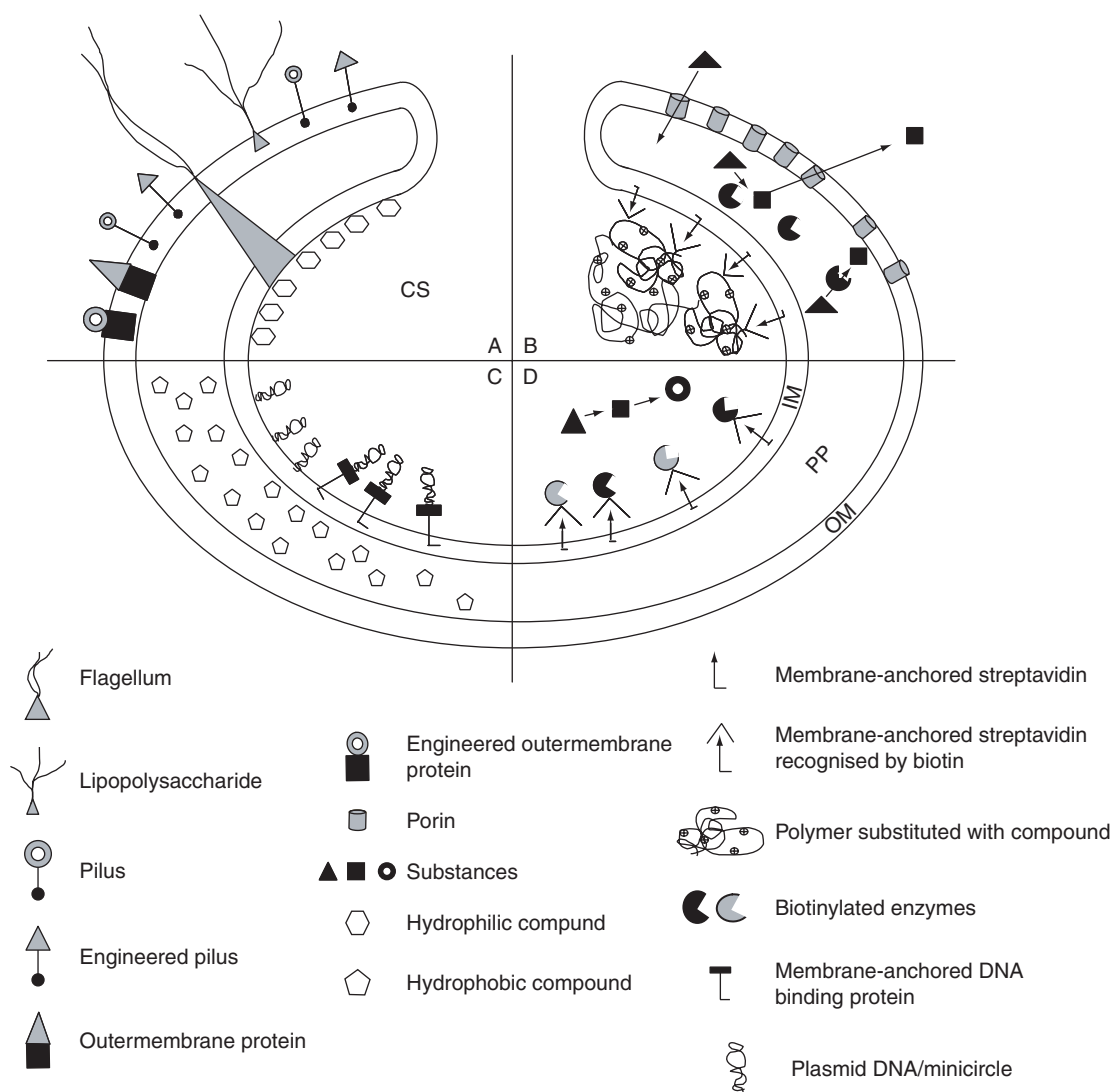 CS
A B
C D
IM
PP
OM
Flagellum
Lipopolysaccharide
Pilus
Engineered pilus
Outermembrane protein
Engineered outermembrane
protein
Porin
Substances
Hydrophilic compund
Hydrophobic compound
Membrane-anchored streptavidin
Membrane-anchored streptavidin
recognised by biotin
Polymer substituted with compound
Biotinylated enzymes
Membrane-anchored DNA
binding protein
Plasmid DNA/minicircle